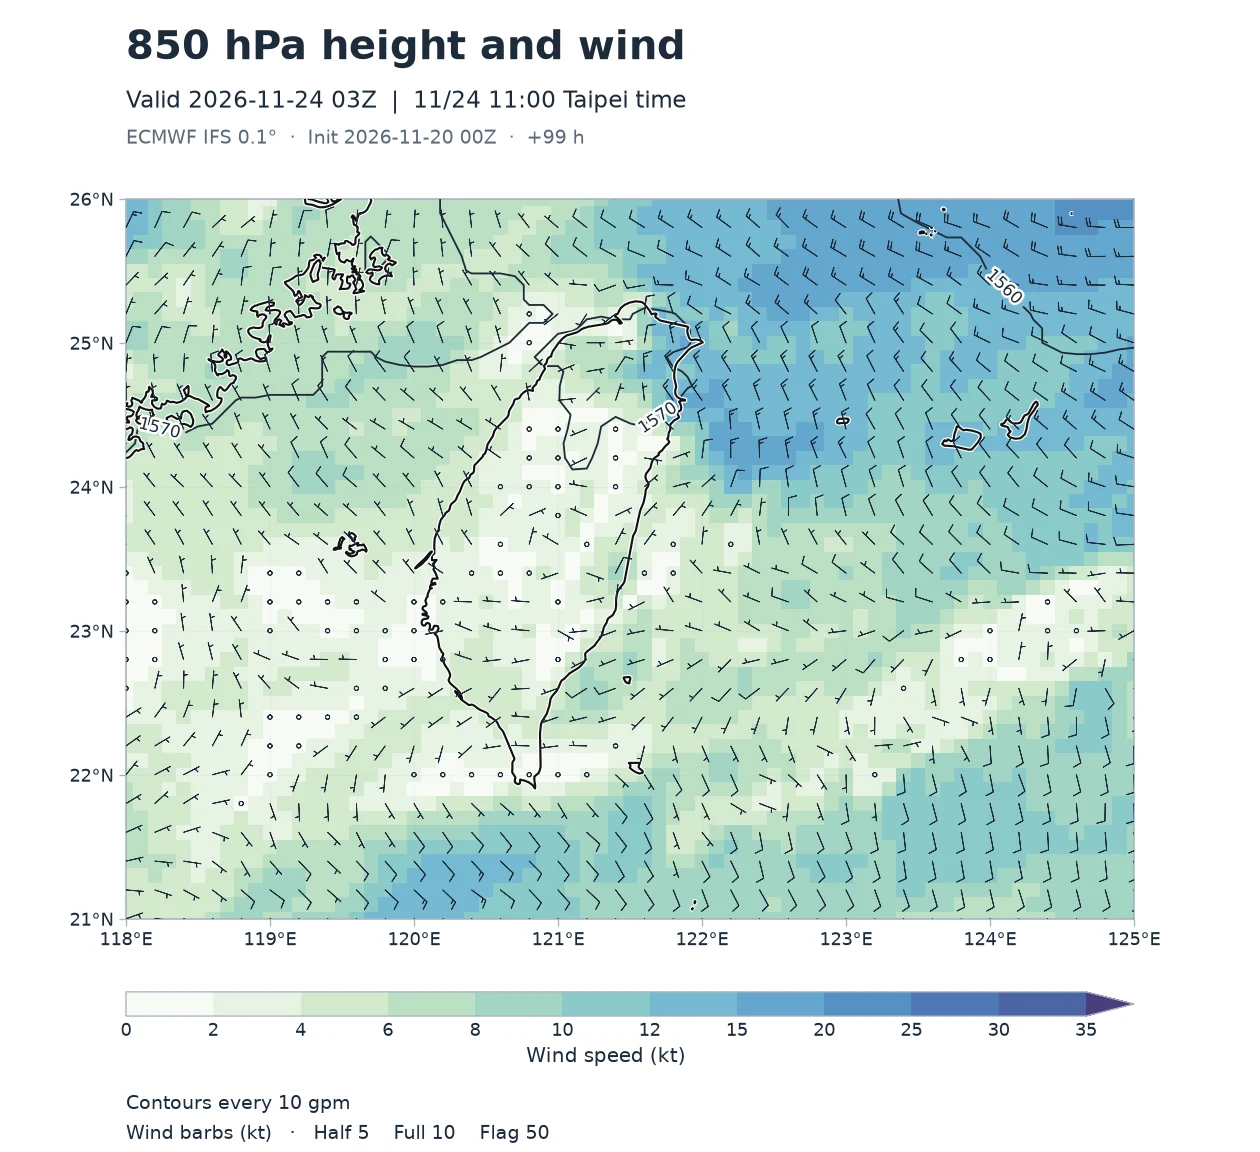 850 hPa height and wind
Valid 2026-11-24 03Z | 11/24 11:00 Taipei time
ECMWF IFS 0.1° · Init 2026-11-20 00Z · +99 h
26°N
1560
25°N
1570
1570
24°N
23°N
22°N
21°N
118°E 119°E 120°E 121°E 122°E 123°E 124°E 125°E
0 2 4 6 8 10 12 15 20 25 30 35
Wind speed (kt)
Contours every 10 gpm
Wind barbs (kt) · Half 5 Full 10 Flag 50